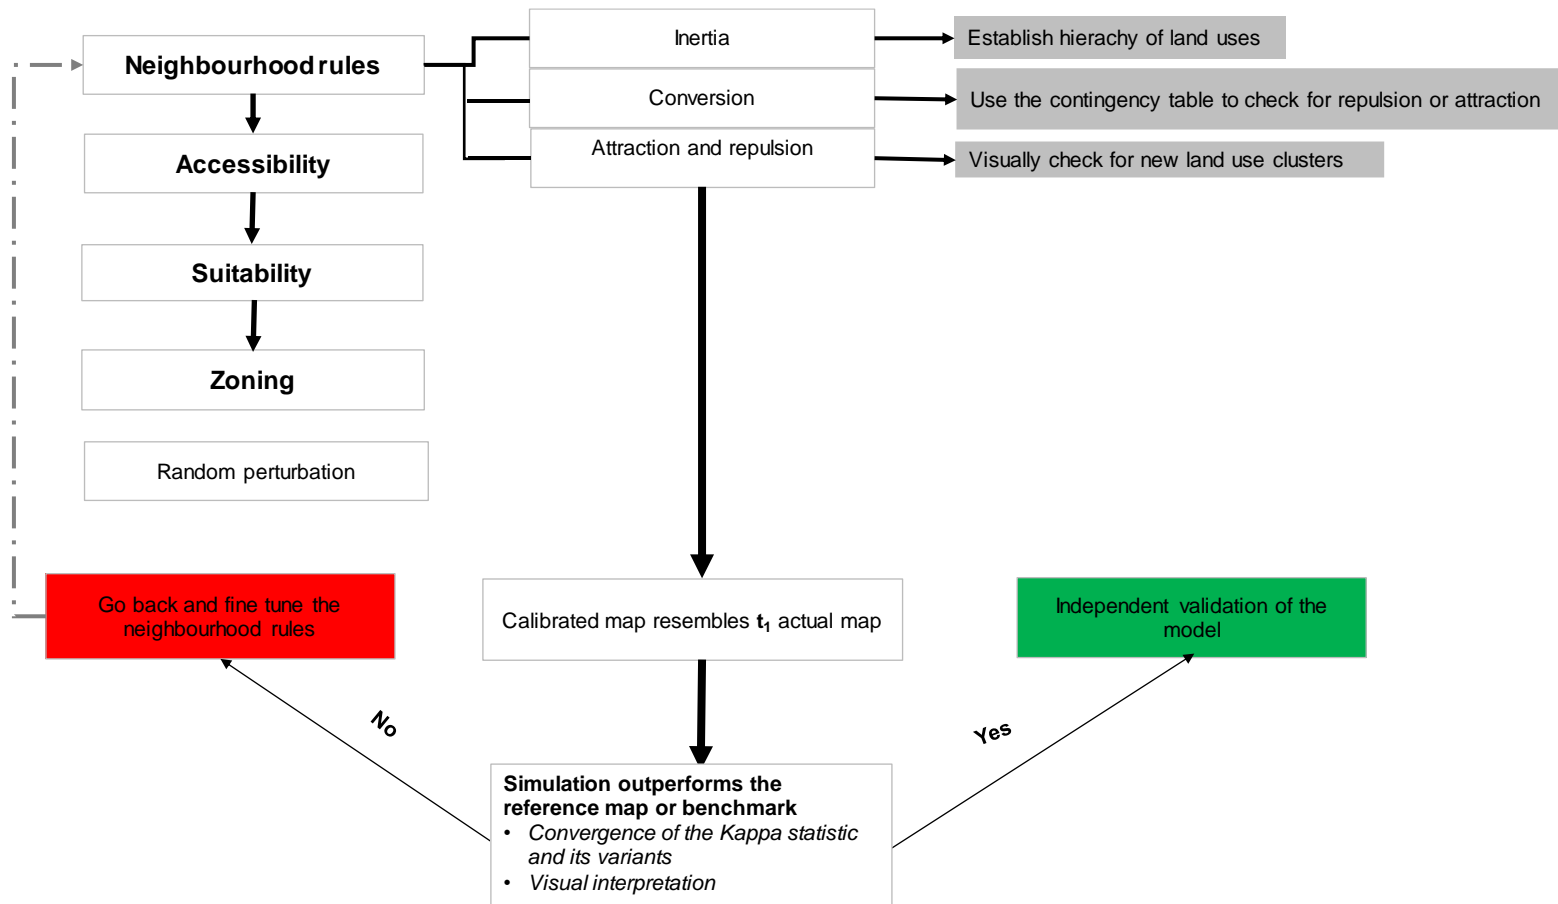 Neighbourhood rules
Accessibility
Suitability
Zoning
Random perturbation
Inertia
Conversion
Attraction and repulsion
Establish hierachy of land uses
Use the contingency table to check for repulsion or attraction
Visually check for new land use clusters
Go back and fine tune the
neighbourhood rules
Calibrated map resembles t₁ actual map
Independent validation of the
model
No
Yes
Simulation outperforms the
reference map or benchmark
• Convergence of the Kappa statistic
and its variants
• Visual interpretation